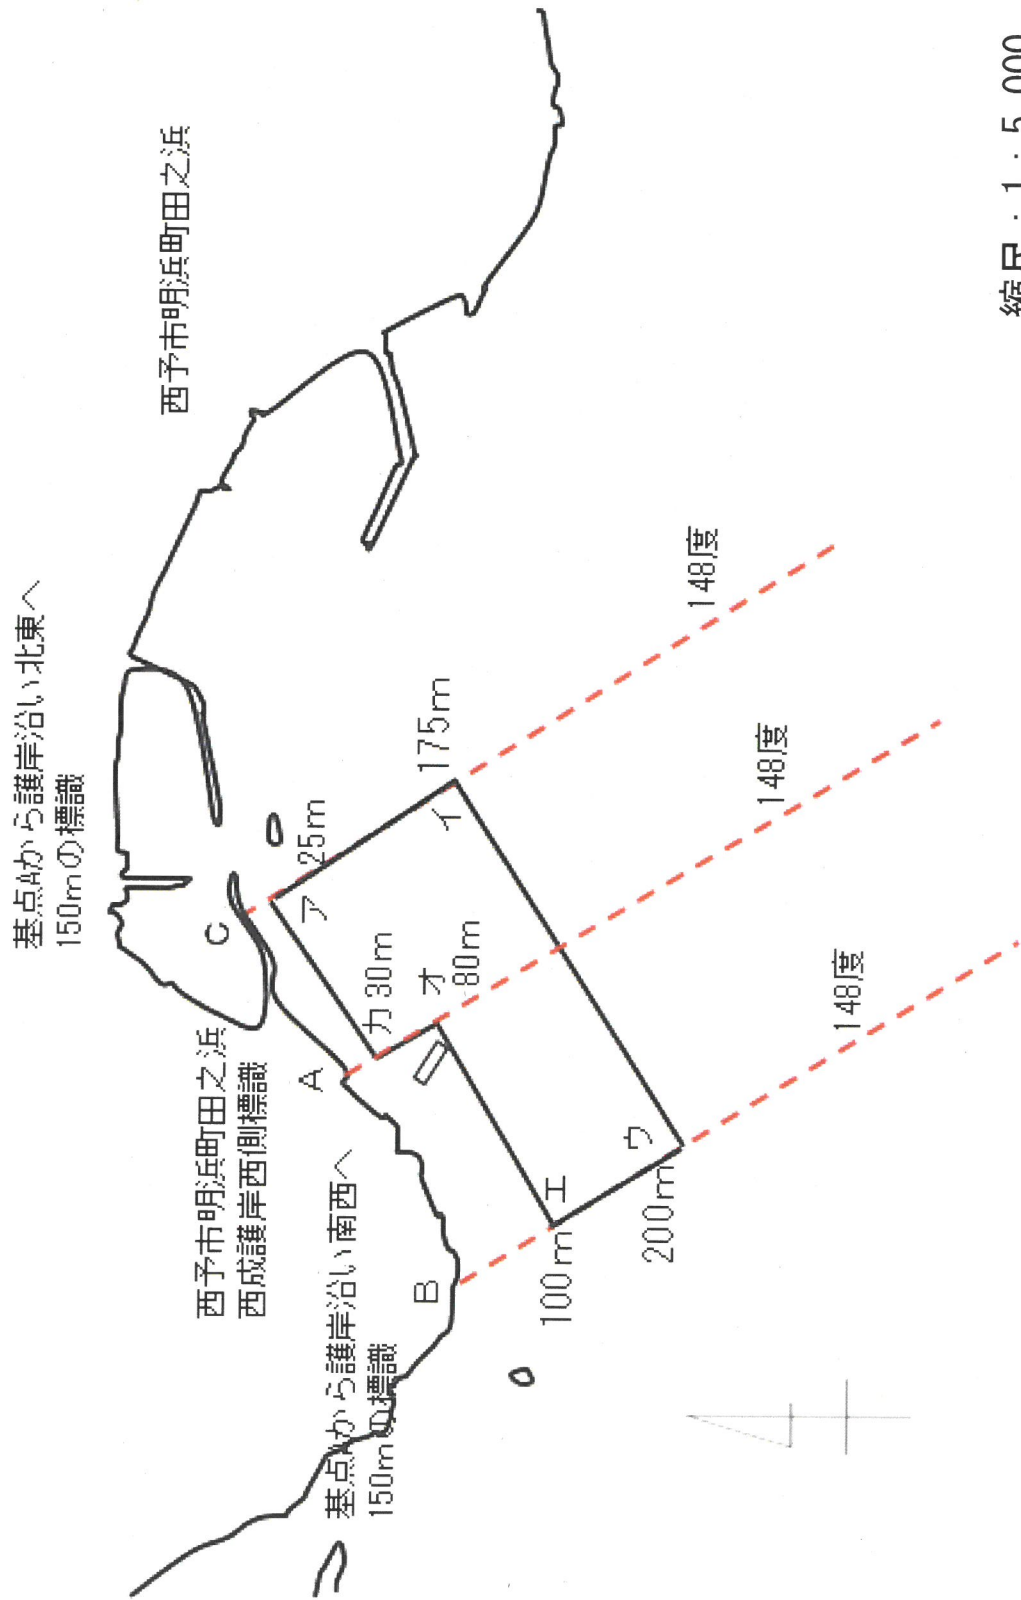 基点Aから護岸沿い北東へ
150mの標識
西予市明浜町田之浜
西予市明浜町田之浜
西成護岸西側標識
基点Aから護岸沿い南西へ
150mの標識
C
A
B
ア
25m
カ
30m
オ
80m
イ
175m
エ
100m
ウ
200m
148度
148度
148度
縮尺:1:5,000